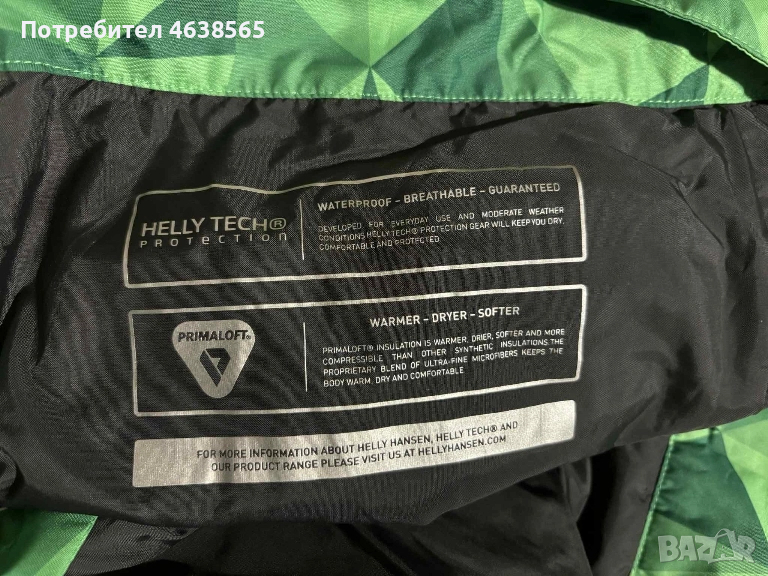 Потребител 4638565
HELLY TECH®
PROTECTION
WATERPROOF - BREATHABLE - GUARANTEED
DEVELOPED FOR EVERYDAY USE AND MODERATE WEATHER
CONDITIONS HELLY TECH® PROTECTION GEAR WILL KEEP YOU DRY,
COMFORTABLE AND PROTECTED
PRIMALOFT®
WARMER - DRYER - SOFTER
PRIMALOFT® INSULATION IS WARMER, DRIER, SOFTER AND MORE
COMPRESSIBLE THAN OTHER SYNTHETIC INSULATIONS.THE
PROPRIETARY BLEND OF ULTRA-FINE MICROFIBERS KEEPS THE
BODY WARM, DRY AND COMFORTABLE
FOR MORE INFORMATION ABOUT HELLY HANSEN, HELLY TECH® AND
OUR PRODUCT RANGE PLEASE VISIT US AT HELLYHANSEN.COM
BAZAR